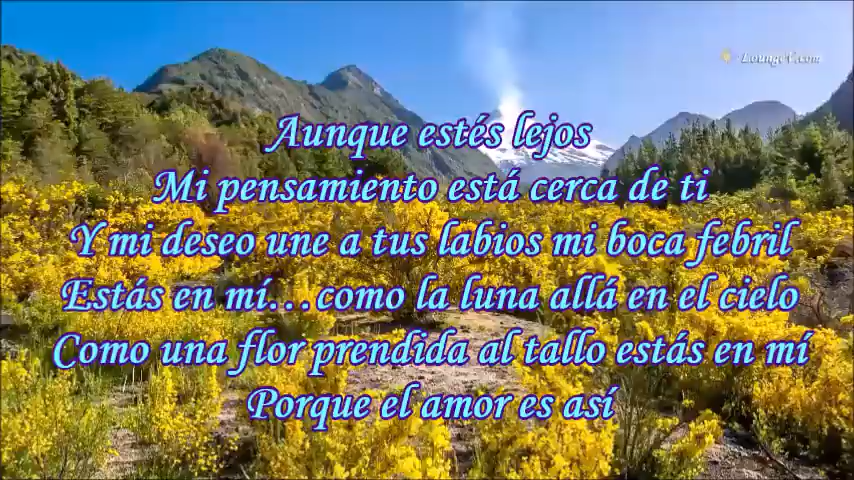 LoungeV.com
Aunque estés lejos
Mi pensamiento está cerca de ti
Y mi deseo une a tus labios mi boca febril
Estás en mí...como la luna allá en el cielo
Como una flor prendida al tallo estás en mí
Porque el amor es así